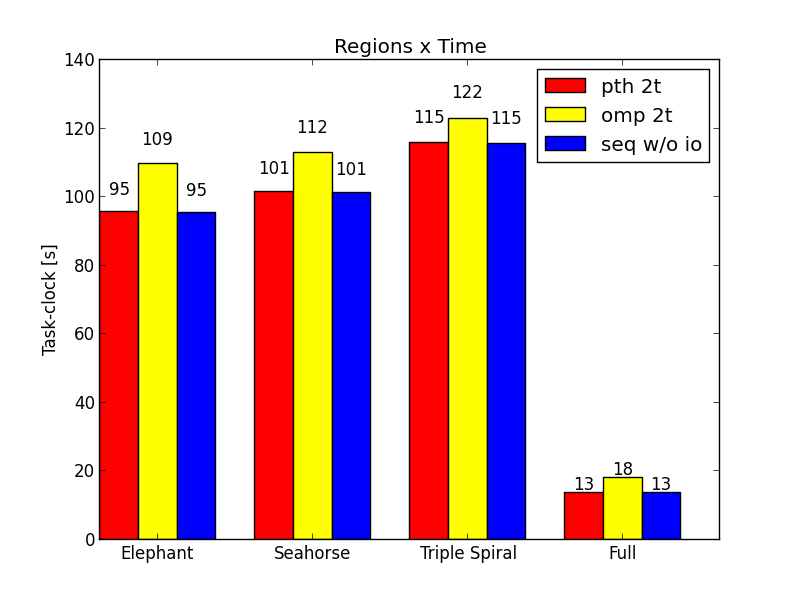 Regions x Time
140
120
100
80
60
40
20
0
Task-clock [s]
pth 2t
omp 2t
seq w/o io
95
109
95
101
112
101
115
122
115
13
18
13
Elephant
Seahorse
Triple Spiral
Full